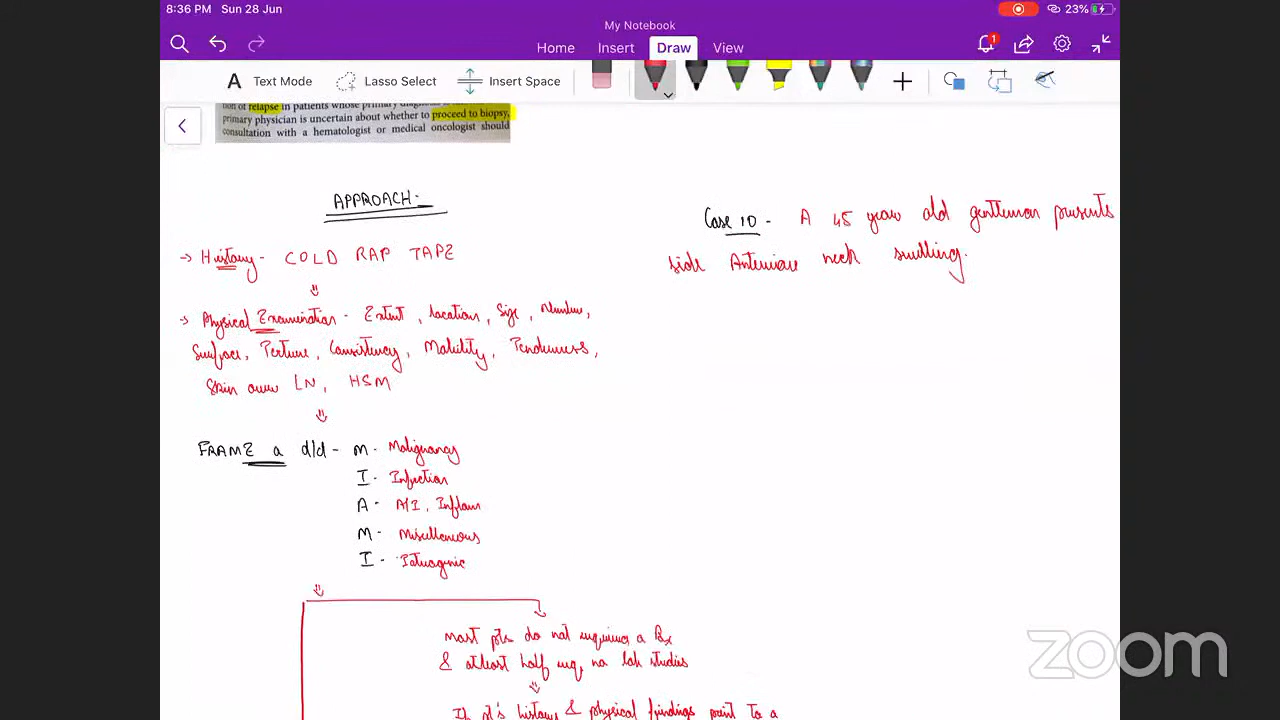 8:36 PM Sun 28 Jun
23%
My Notebook
Home Insert Draw View
1
A Text Mode Lasso Select Insert Space
tion of relapse in patients whose primary
primary physician is uncertain about whether to proceed to biopsy,
consultation with a hematologist or medical oncologist should
APPROACH:-
→ History - COLD RAP TAPE
⇓
→ Physical Examination - Extent, Location, Size, Number,
Surface, Texture, Consistency, Mobility, Tenderness,
Skin over LN, HSM
⇓
FRAME a d/d - M - Malignancy
I - Infection
A - A/I, Inflam
M - Miscellenous
I - Iatrogenic
⇓
most pts do not require a Bx
& atleast half req. no lab studies
⇓
If pt's history & physical findings point to a
Case 10 - A 45 year old gentleman presents
side Anterior neck swelling.
zoom